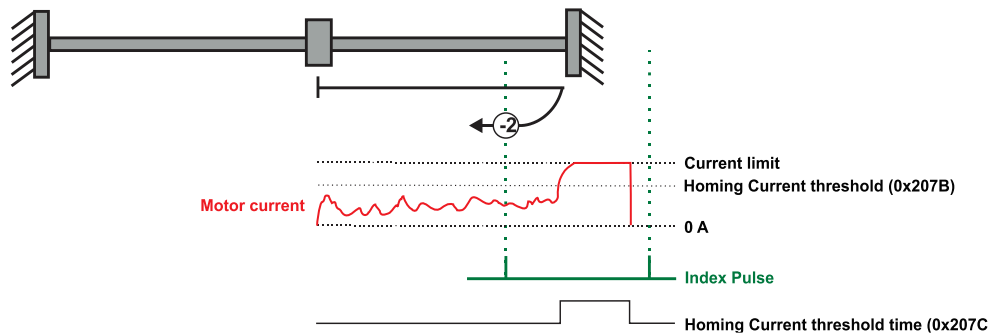 -2
Current limit
Homing Current threshold (0x207B)
Motor current
0 A
Index Pulse
Homing Current threshold time (0x207C